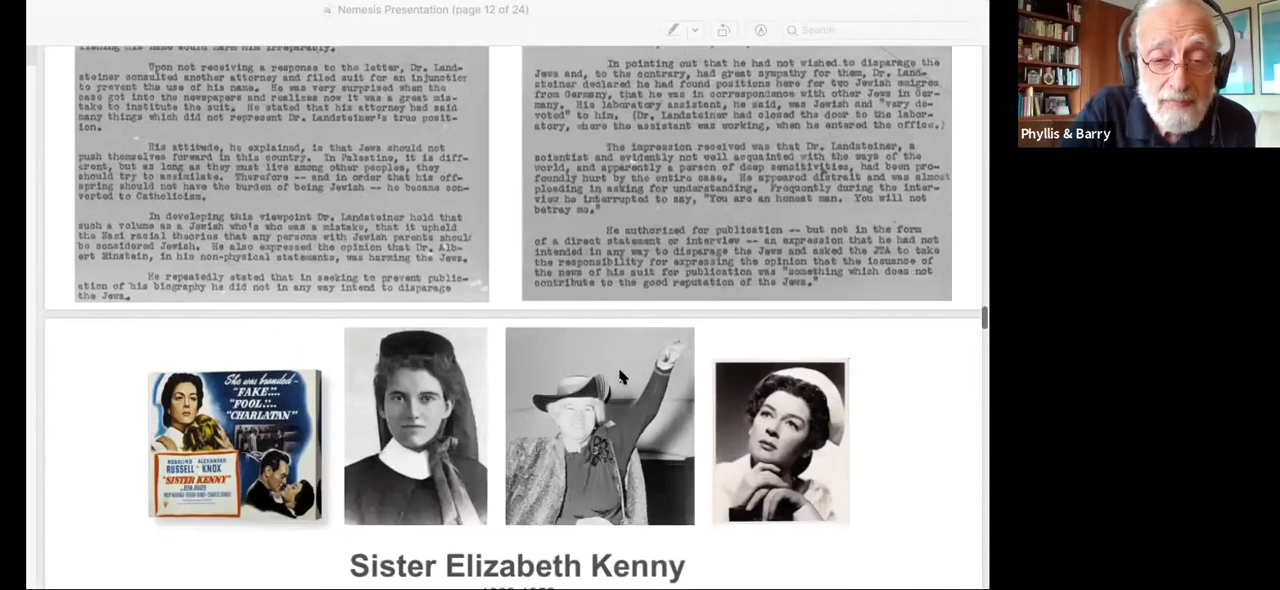 Nemesis Presentation (page 12 of 24)
Search
Phyllis & Barry
fishing his name would harm him irreparably.
Upon not receiving a response to the letter, Dr. Land-
steiner consulted another attorney and filed suit for an injunction
to prevent the use of his name. He was very surprised when the
case got into the newspapers and realizes now it was a great mis-
take to institute the suit. He stated that his attorney had said
many things which did not represent Dr. Landsteiner's true posit-
ion.
His attitude, he explained, is that Jews should not
push themselves forward in this country. In Palestine, it is diff-
erent, but as long as they must live among other peoples, they
should try to assimilate. Therefore -- and in order that his off-
spring should not have the burden of being Jewish -- he became con-
verted to Catholicism.
In developing this viewpoint Dr. Landsteiner held that
such a volume as a Jewish who's who was a mistake, that it upheld
the Nazi racial theories that any persons with Jewish parents should
be considered Jewish. He also expressed the opinion that Dr. Alb-
ert Einstein, in his non-physical statements, was harming the Jews.
He repeatedly stated that in seeking to prevent public-
ation of his biography he did not in any way intend to disparage
the Jews.
In pointing out that he had not wished to disparage the
Jews and, to the contrary, had great sympathy for them, Dr. Land-
steiner declared he had found positions here for two Jewish emigres
from Germany, that he was in correspondence with other Jews in Ger-
many. His laboratory assistant, he said, was Jewish and "very de-
voted" to him. (Dr. Landsteiner had closed the door to the labor-
atory, where the assistant was working, when he entered the office.)
The impression received was that Dr. Landsteiner, a
scientist and evidently not well acquainted with the ways of the
world, and apparently a person of deep sensitivities, had been pro-
foundly hurt by the entire case. He appeared distrait and was almost
pleading in asking for understanding. Frequently during the inter-
view he interrupted to say, "You are an honest man. You will not
betray me."
He authorized for publication -- but not in the form
of a direct statement or interview -- an expression that he had not
intended in any way to disparage the Jews and asked the JTA to take
the responsibility for expressing the opinion that the issuance of
the news of his suit for publication was "something which does not
contribute to the good reputation of the Jews."
She was branded-
"FAKE....
"FOOL....
"CHARLATAN"
ROSALIND ALEXANDER
RUSSELL · KNOX
"SISTER KENNY"
Sister Elizabeth Kenny